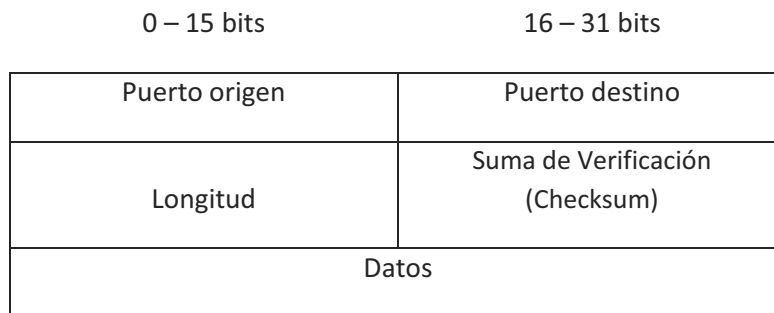 0 – 15 bits
16 – 31 bits
Puerto origen
Puerto destino
Longitud
Suma de Verificación
(Checksum)
Datos